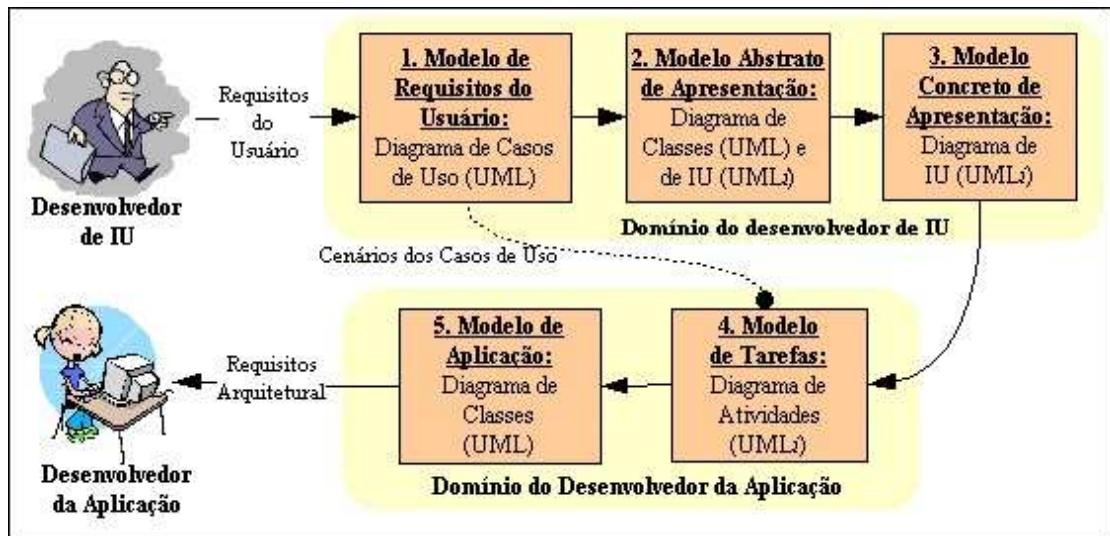 Desenvolvedor
de IU
Requisitos
do
Usuário
1. Modelo de
Requisitos do
Usuário:
Diagrama de Casos
de Uso (UML)
2. Modelo Abstrato
de Apresentação:
Diagrama de
Classes (UML) e
de IU (UMLi)
3. Modelo
Concreto de
Apresentação:
Diagrama de
IU (UMLi)
Domínio do desenvolvedor de IU
Cenários dos Casos de Uso
4. Modelo
de Tarefas:
Diagrama de
Atividades
(UMLi)
5. Modelo de
Aplicação:
Diagrama de
Classes
(UML)
Domínio do Desenvolvedor da Aplicação
Requisitos
Arquitetural
Desenvolvedor
da Aplicação